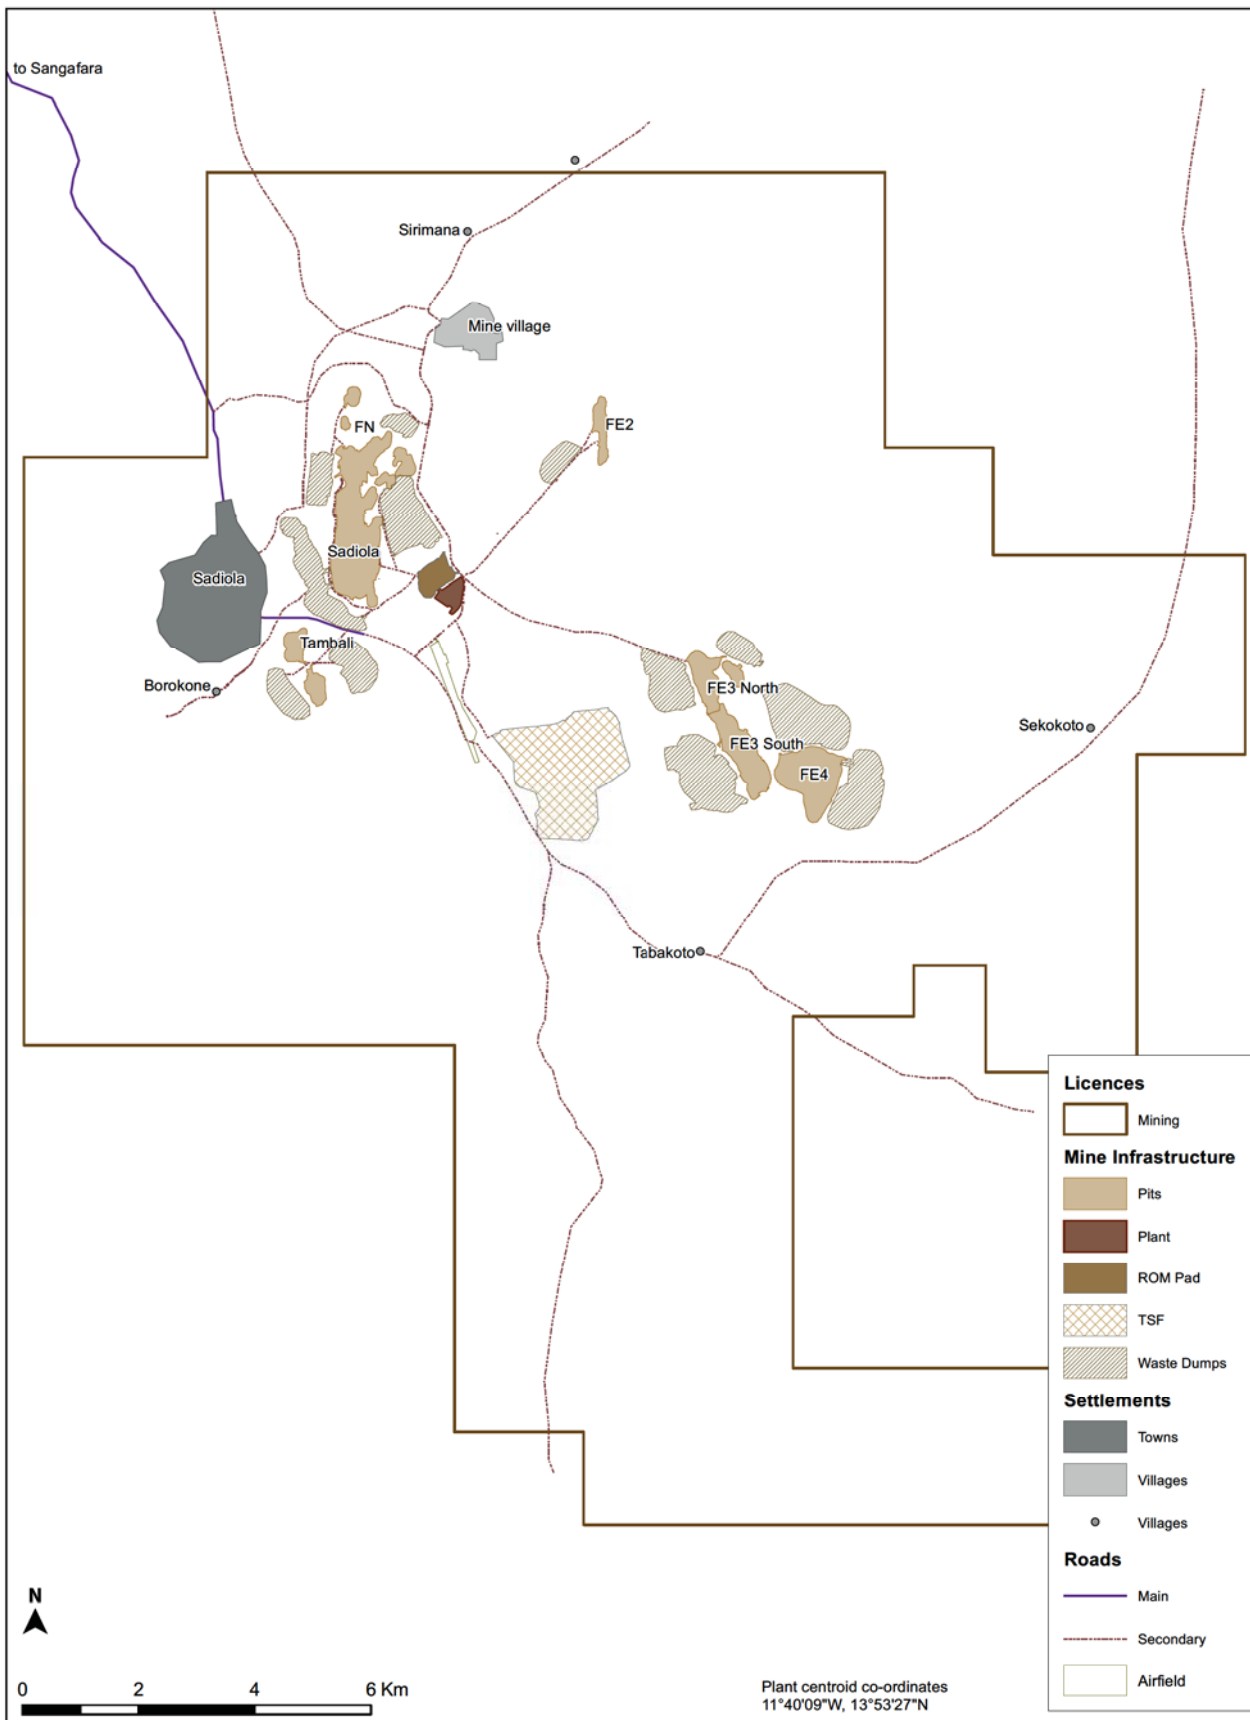 to Sangafara
Sirimana
Mine village
FN
FE2
Sadiola
Sadiola
Tambali
Borokone
FE3 North
FE3 South
FE4
Sekokoto
Tabakoto
Licences
Mining
Mine Infrastructure
Pits
Plant
ROM Pad
TSF
Waste Dumps
Settlements
Towns
Villages
Villages
Roads
Main
Secondary
Airfield
N
0 2 4 6 Km
Plant centroid co-ordinates
11°40'09"W, 13°53'27"N